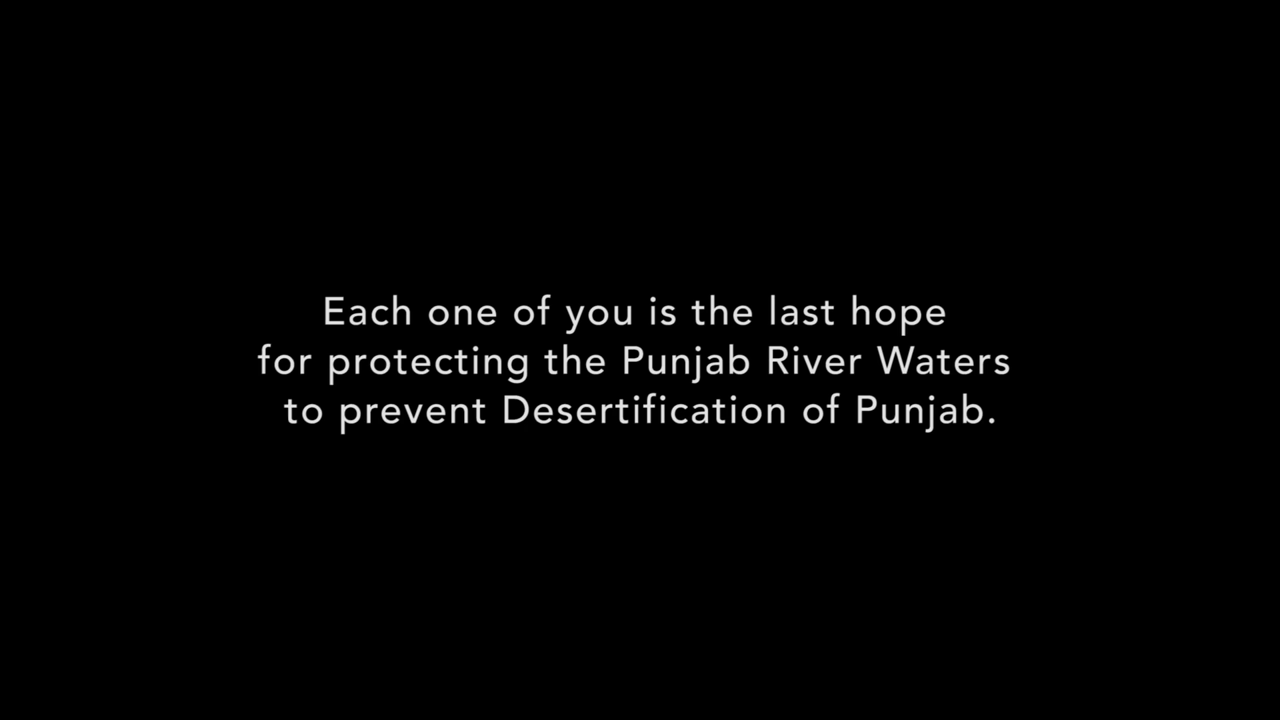 Each one of you is the last hope
for protecting the Punjab River Waters
to prevent Desertification of Punjab.